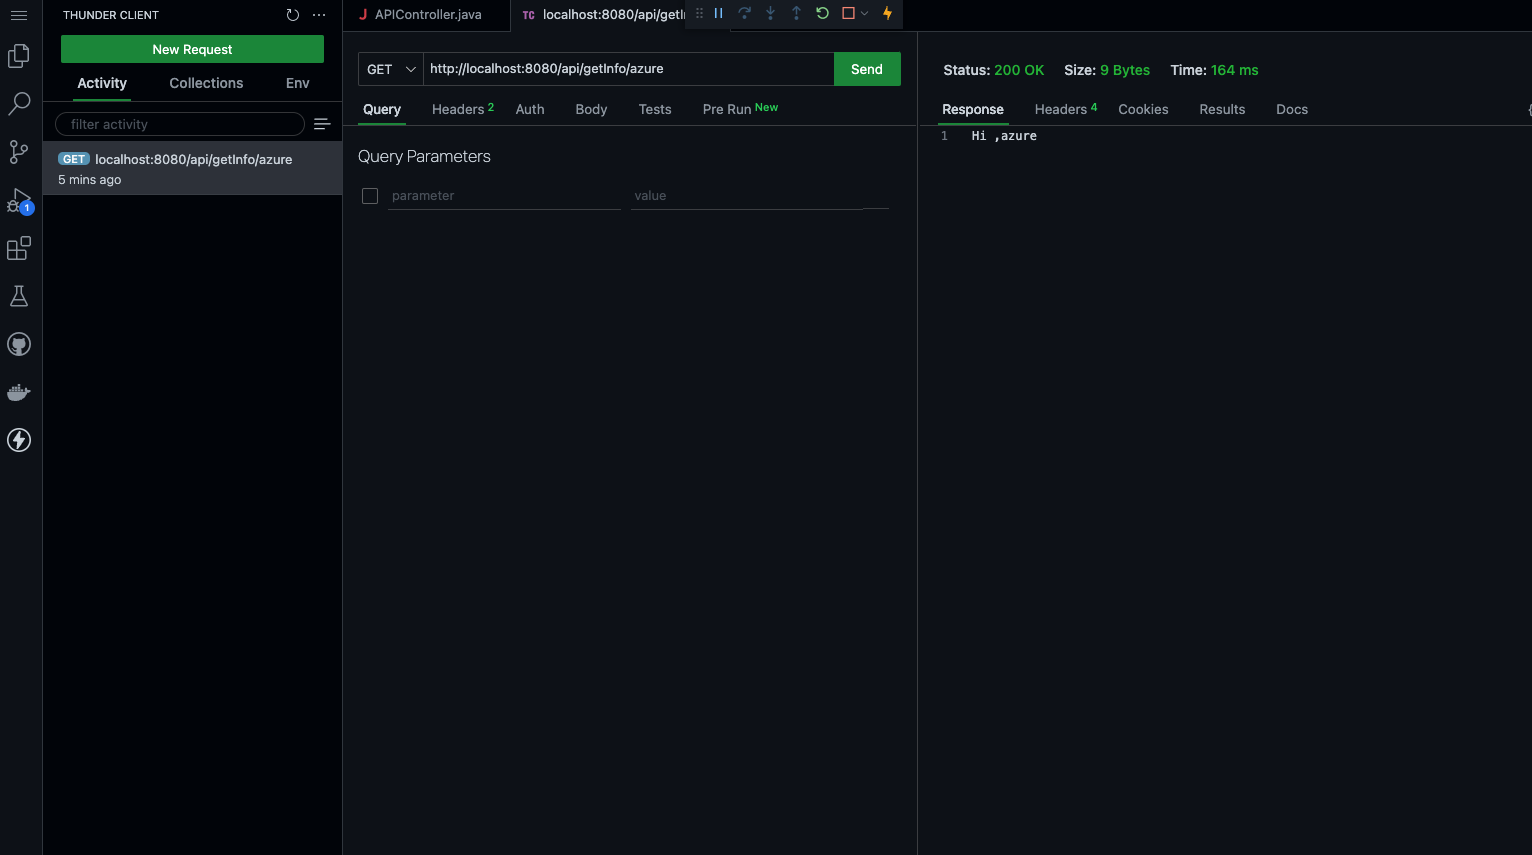 THUNDER CLIENT
New Request
Activity Collections Env
filter activity
GET localhost:8080/api/getInfo/azure
5 mins ago
1
J APIController.java
TC localhost:8080/api/getI
GET http://localhost:8080/api/getInfo/azure Send
Query Headers 2 Auth Body Tests Pre Run New
Query Parameters
parameter value
Status: 200 OK Size: 9 Bytes Time: 164 ms
Response Headers 4 Cookies Results Docs {
1 Hi ,azure